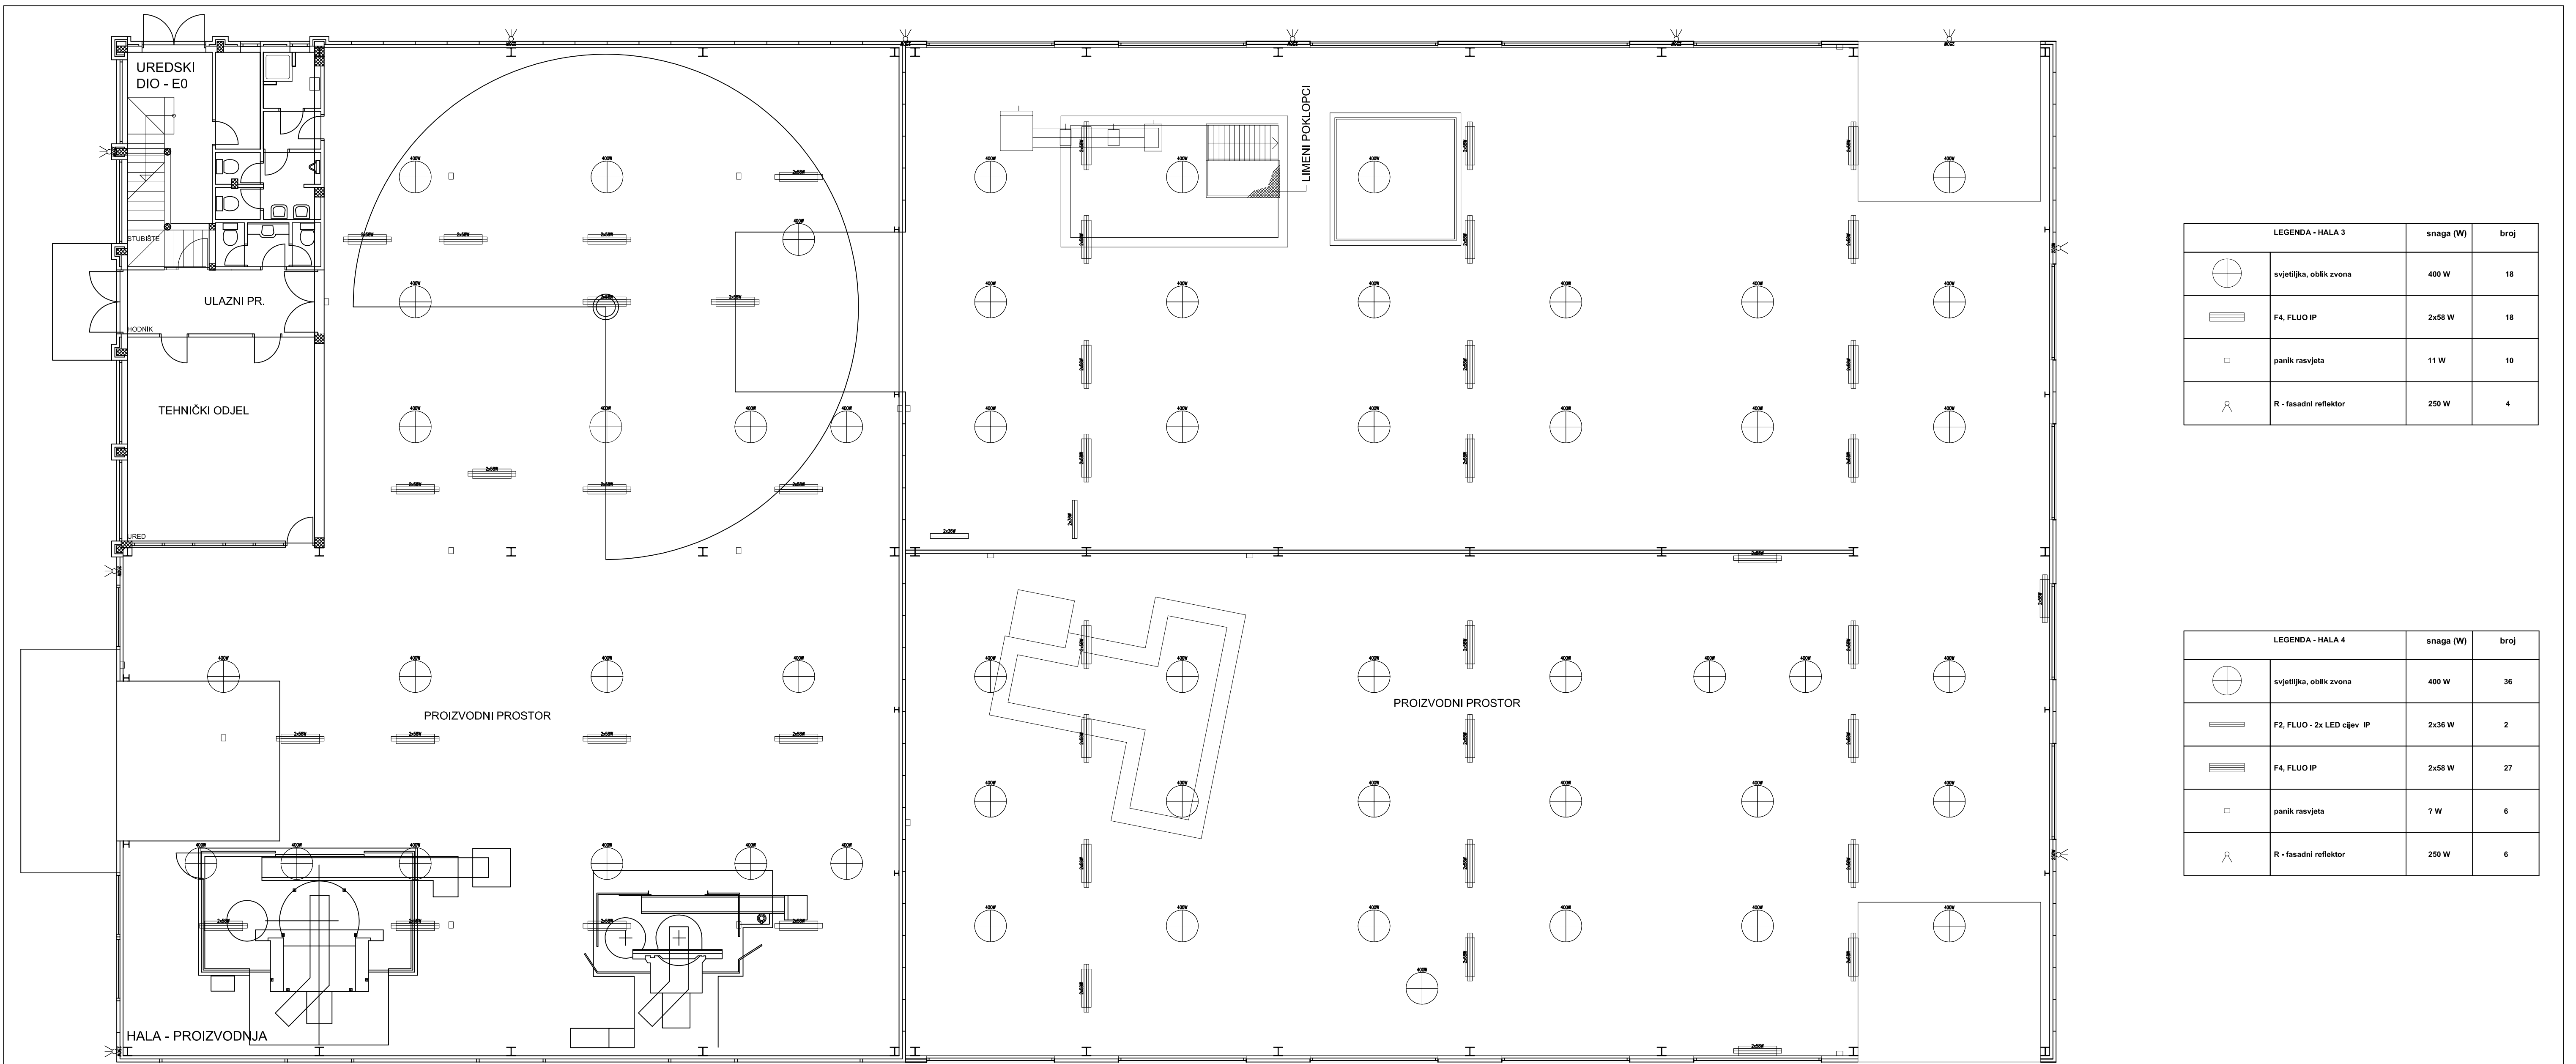 UREDSKI
DIO - E0
STUBIŠTE
ULAZNI PR.
HODNIK
TEHNIČKI ODJEL
URED
PROIZVODNI PROSTOR
HALA - PROIZVODNJA
LIMENI POKLOPCI
PROIZVODNI PROSTOR
400W
2x58W
2x36W
LEGENDA - HALA 3 snaga (W) broj
svjetiljka, oblik zvona 400 W 18
F4, FLUO IP 2x58 W 18
panik rasvjeta 11 W 10
R - fasadni reflektor 250 W 4
LEGENDA - HALA 4 snaga (W) broj
svjetiljka, oblik zvona 400 W 36
F2, FLUO - 2x LED cijev IP 2x36 W 2
F4, FLUO IP 2x58 W 27
panik rasvjeta ? W 6
R - fasadni reflektor 250 W 6